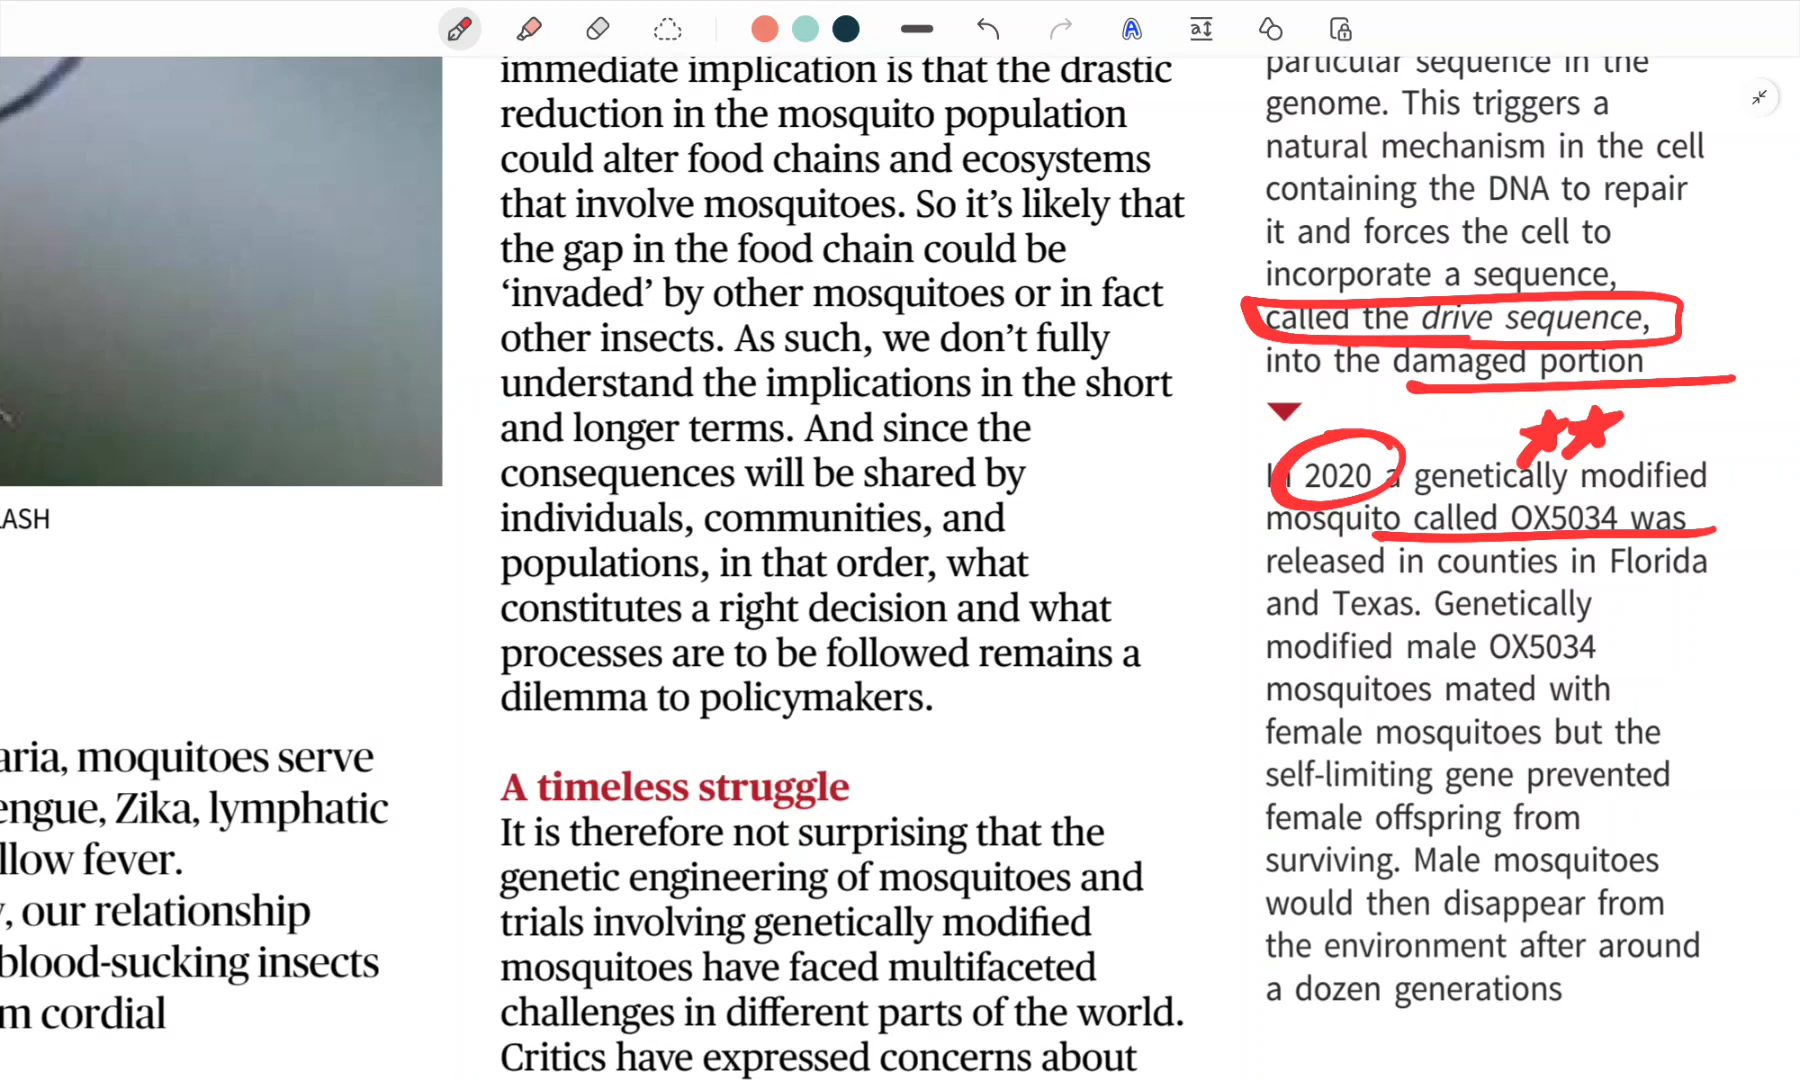 LASH
aria, moquitoes serve
engue, Zika, lymphatic
llow fever.
, our relationship
blood-sucking insects
m cordial
immediate implication is that the drastic
reduction in the mosquito population
could alter food chains and ecosystems
that involve mosquitoes. So it’s likely that
the gap in the food chain could be
‘invaded’ by other mosquitoes or in fact
other insects. As such, we don’t fully
understand the implications in the short
and longer terms. And since the
consequences will be shared by
individuals, communities, and
populations, in that order, what
constitutes a right decision and what
processes are to be followed remains a
dilemma to policymakers.
A timeless struggle
It is therefore not surprising that the
genetic engineering of mosquitoes and
trials involving genetically modified
mosquitoes have faced multifaceted
challenges in different parts of the world.
Critics have expressed concerns about
particular sequence in the
genome. This triggers a
natural mechanism in the cell
containing the DNA to repair
it and forces the cell to
incorporate a sequence,
called the drive sequence,
into the damaged portion
In 2020 a genetically modified
mosquito called OX5034 was
released in counties in Florida
and Texas. Genetically
modified male OX5034
mosquitoes mated with
female mosquitoes but the
self-limiting gene prevented
female offspring from
surviving. Male mosquitoes
would then disappear from
the environment after around
a dozen generations